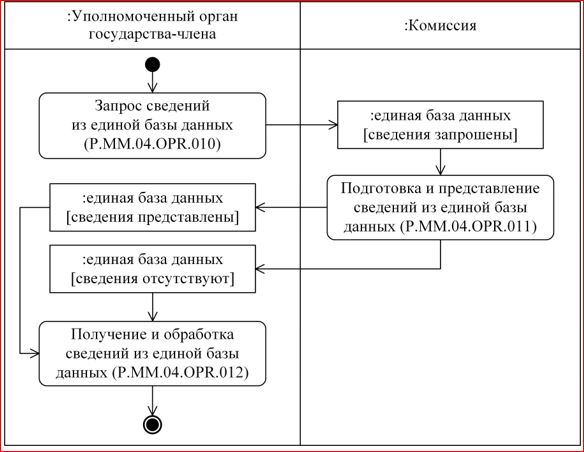 :Уполномоченный орган
государства-члена
:Комиссия
Запрос сведений
из единой базы данных
(P.MM.04.OPR.010)
:единая база данных
[сведения запрошены]
Подготовка и представление
сведений из единой базы
данных (P.MM.04.OPR.011)
:единая база данных
[сведения представлены]
:единая база данных
[сведения отсутствуют]
Получение и обработка
сведений из единой базы
данных (P.MM.04.OPR.012)